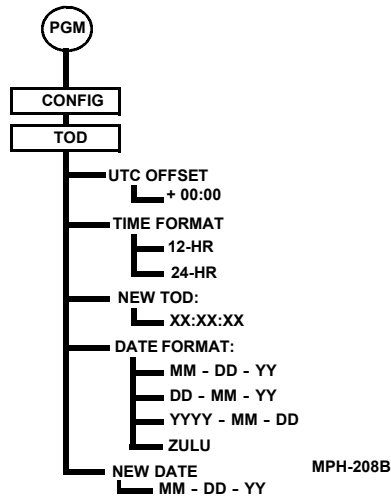 PGM
CONFIG
TOD
UTC OFFSET
+ 00:00
TIME FORMAT
12-HR
24-HR
NEW TOD:
XX:XX:XX
DATE FORMAT:
MM - DD - YY
DD - MM - YY
YYYY - MM - DD
ZULU
NEW DATE
MM - DD - YY
MPH-208B